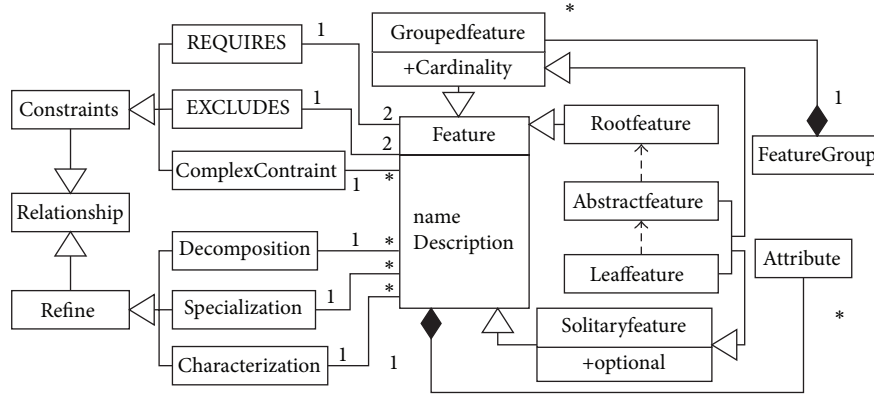 REQUIRES
1
Groupedfeature
*
+Cardinality
Constraints
EXCLUDES
1
2
Feature
Rootfeature
1
2
FeatureGroup
ComplexContraint
1
*
Relationship
name
Description
Abstractfeature
Decomposition
1
*
Attribute
*
Leaffeature
Refine
Specialization
1
*
Solitaryfeature
*
Characterization
1
1
+optional